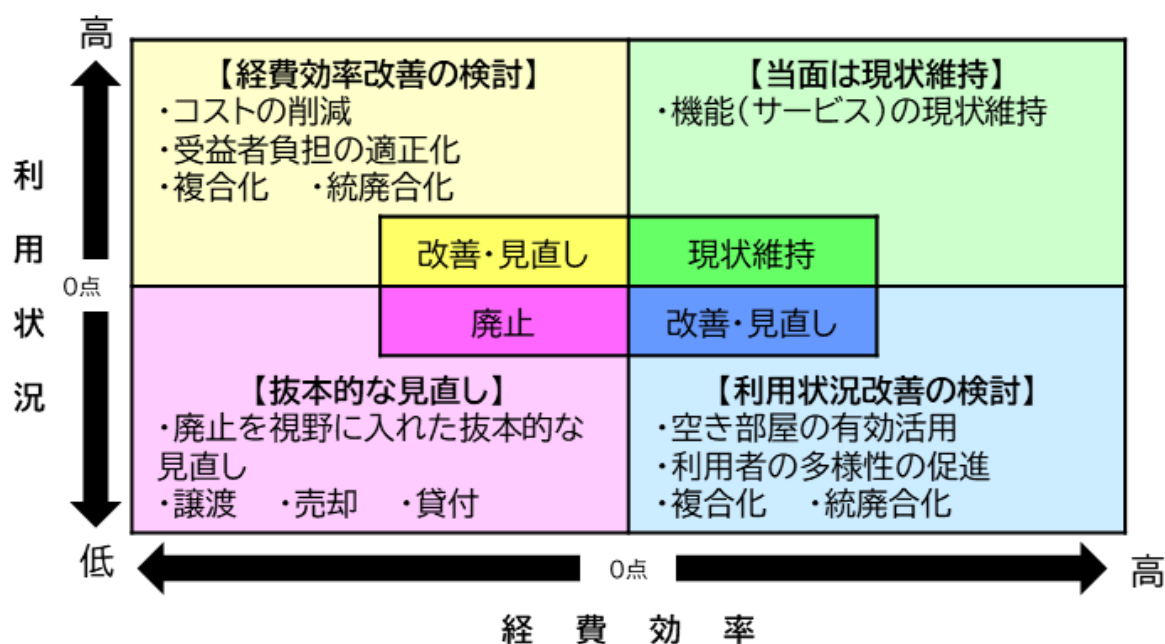 高
利用状況
0点
低
【経費効率改善の検討】
・コストの削減
・受益者負担の適正化
・複合化 ・統廃合化
改善・見直し
【当面は現状維持】
・機能(サービス)の現状維持
現状維持
廃止
【抜本的な見直し】
・廃止を視野に入れた抜本的な
見直し
・譲渡 ・売却 ・貸付
改善・見直し
【利用状況改善の検討】
・空き部屋の有効活用
・利用者の多様性の促進
・複合化 ・統廃合化
0点
高
経費効率